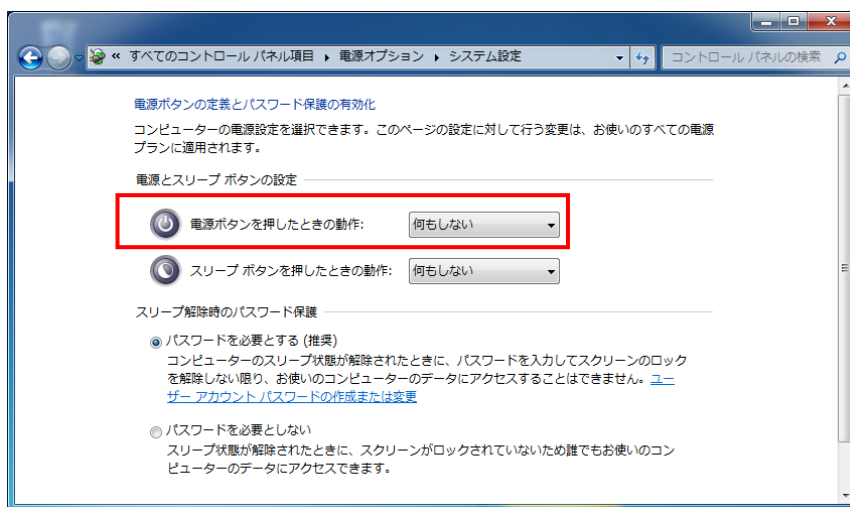 « すべてのコントロール パネル項目 ▸ 電源オプション ▸ システム設定
コントロール パネルの検索
電源ボタンの定義とパスワード保護の有効化
コンピューターの電源設定を選択できます。このページの設定に対して行う変更は、お使いのすべての電源
プランに適用されます。
電源とスリープ ボタンの設定
電源ボタンを押したときの動作: 何もしない
スリープ ボタンを押したときの動作: 何もしない
スリープ解除時のパスワード保護
パスワードを必要とする (推奨)
コンピューターのスリープ状態が解除されたときに、パスワードを入力してスクリーンのロック
を解除しない限り、お使いのコンピューターのデータにアクセスすることはできません。ユー
ザー アカウント パスワードの作成または変更
パスワードを必要としない
スリープ状態が解除されたときに、スクリーンがロックされていないため誰でもお使いのコン
ピューターのデータにアクセスできます。